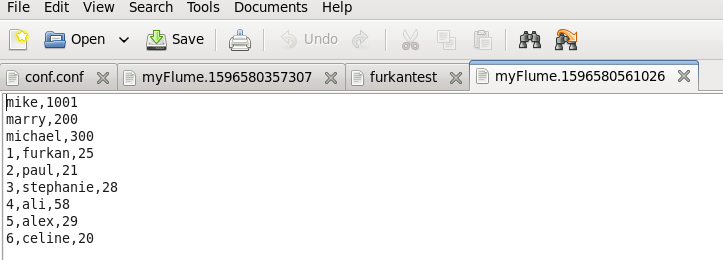 File Edit View Search Tools Documents Help
Open Save Undo
conf.conf myFlume.1596580357307 furkantest myFlume.1596580561026
mike,1001
marry,200
michael,300
1,furkan,25
2,paul,21
3,stephanie,28
4,ali,58
5,alex,29
6,celine,20